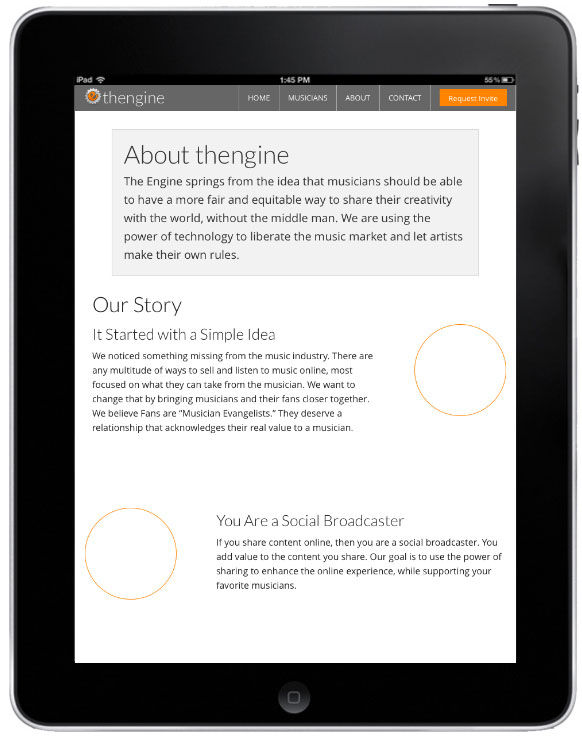 iPad 1:45 PM 55%
thengine HOME MUSICIANS ABOUT CONTACT Request Invite
About thengine
The Engine springs from the idea that musicians should be able
to have a more fair and equitable way to share their creativity
with the world, without the middle man. We are using the
power of technology to liberate the music market and let artists
make their own rules.
Our Story
It Started with a Simple Idea
We noticed something missing from the music industry. There are
any multitude of ways to sell and listen to music online, most
focused on what they can take from the musician. We want to
change that by bringing musicians and their fans closer together.
We believe Fans are “Musician Evangelists.” They deserve a
relationship that acknowledges their real value to a musician.
You Are a Social Broadcaster
If you share content online, then you are a social broadcaster. You
add value to the content you share. Our goal is to use the power of
sharing to enhance the online experience, while supporting your
favorite musicians.